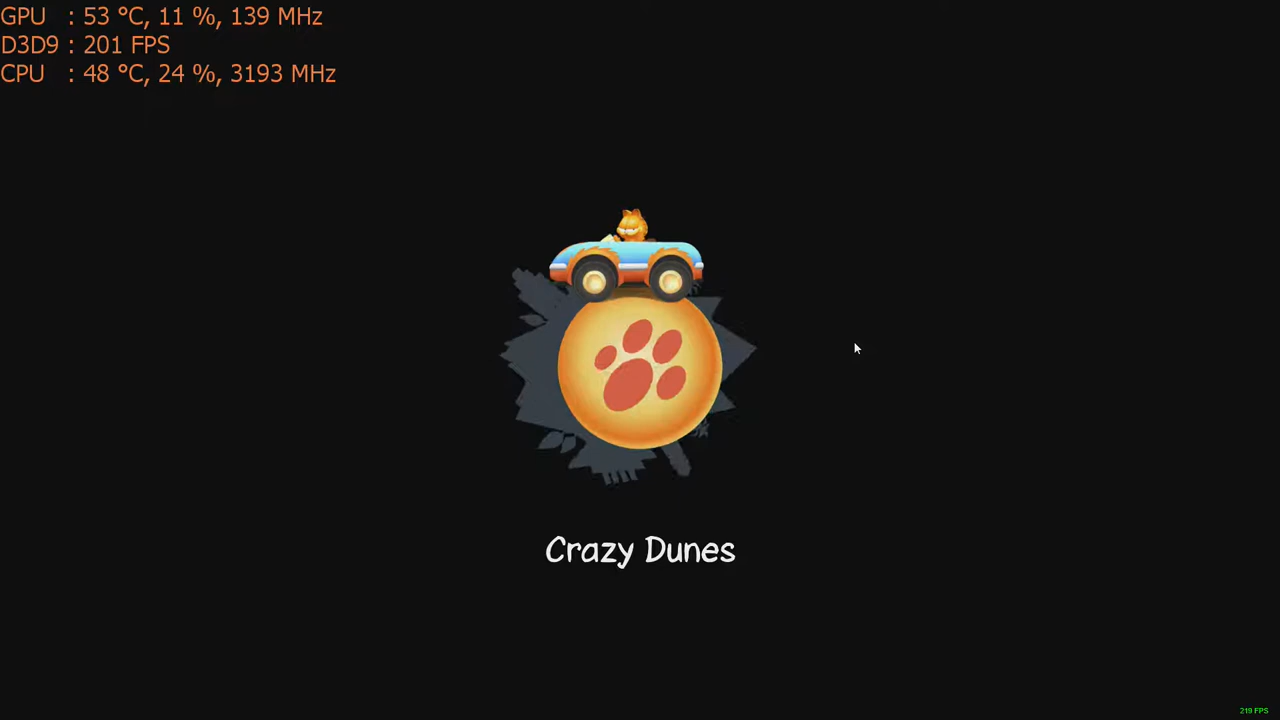 GPU : 53 °C, 11 %, 139 MHz
D3D9 : 201 FPS
CPU : 48 °C, 24 %, 3193 MHz
Crazy Dunes
219 FPS